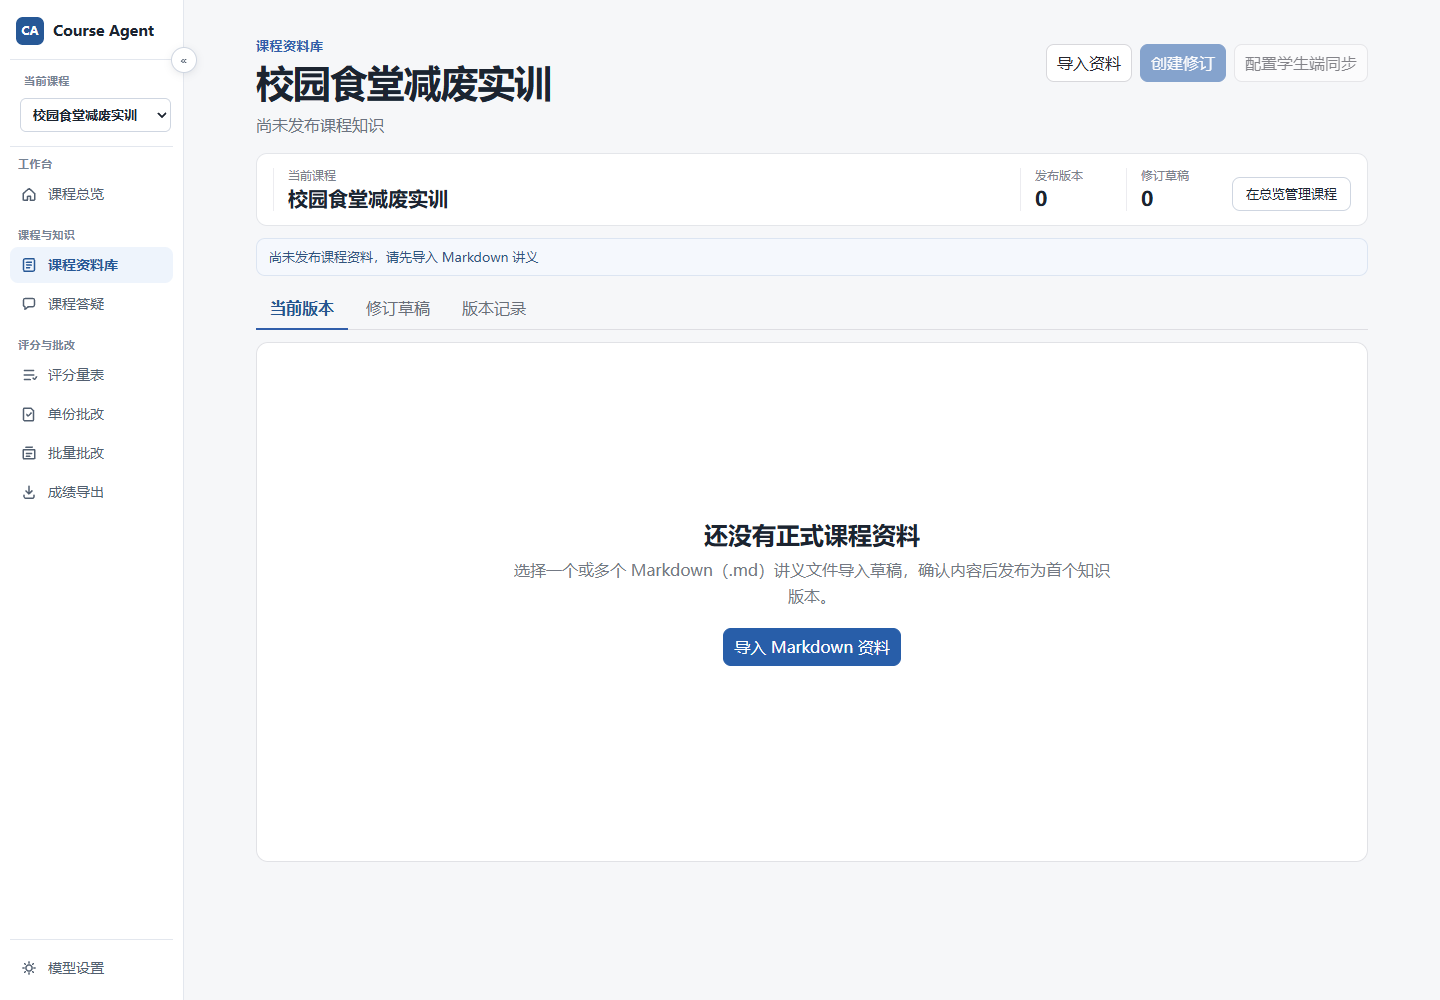 CA Course Agent
«
当前课程
校园食堂减废实训
工作台
课程总览
课程与知识
课程资料库
课程答疑
评分与批改
评分量表
单份批改
批量批改
成绩导出
模型设置
课程资料库
校园食堂减废实训
尚未发布课程知识
导入资料 创建修订 配置学生端同步
当前课程
校园食堂减废实训
发布版本
0
修订草稿
0
在总览管理课程
尚未发布课程资料，请先导入 Markdown 讲义
当前版本 修订草稿 版本记录
还没有正式课程资料
选择一个或多个 Markdown（.md）讲义文件导入草稿，确认内容后发布为首个知识
版本。
导入 Markdown 资料